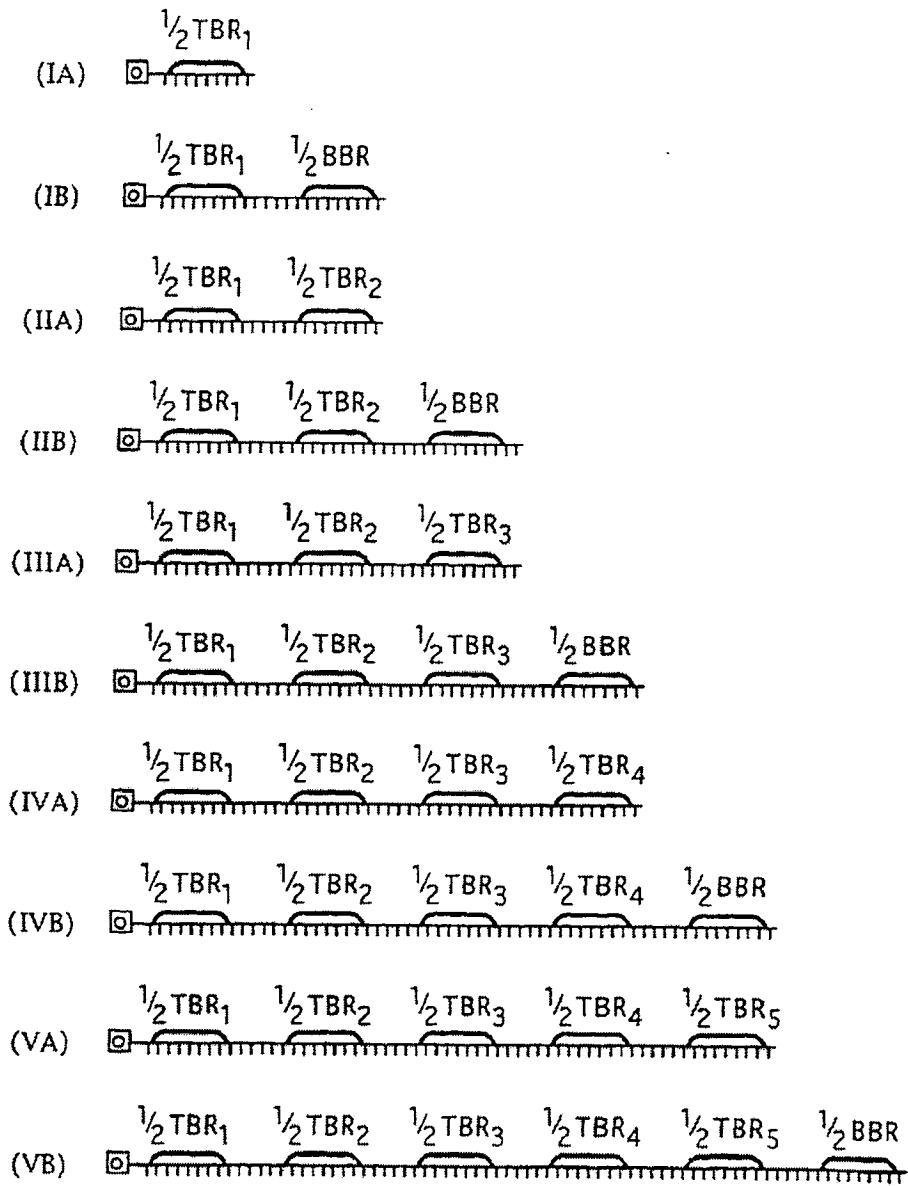 ½TBR₁
(IA)
½TBR₁ ½BBR
(IB)
½TBR₁ ½TBR₂
(IIA)
½TBR₁ ½TBR₂ ½BBR
(IIB)
½TBR₁ ½TBR₂ ½TBR₃
(IIIA)
½TBR₁ ½TBR₂ ½TBR₃ ½BBR
(IIIB)
½TBR₁ ½TBR₂ ½TBR₃ ½TBR₄
(IVA)
½TBR₁ ½TBR₂ ½TBR₃ ½TBR₄ ½BBR
(IVB)
½TBR₁ ½TBR₂ ½TBR₃ ½TBR₄ ½TBR₅
(VA)
½TBR₁ ½TBR₂ ½TBR₃ ½TBR₄ ½TBR₅ ½BBR
(VB)